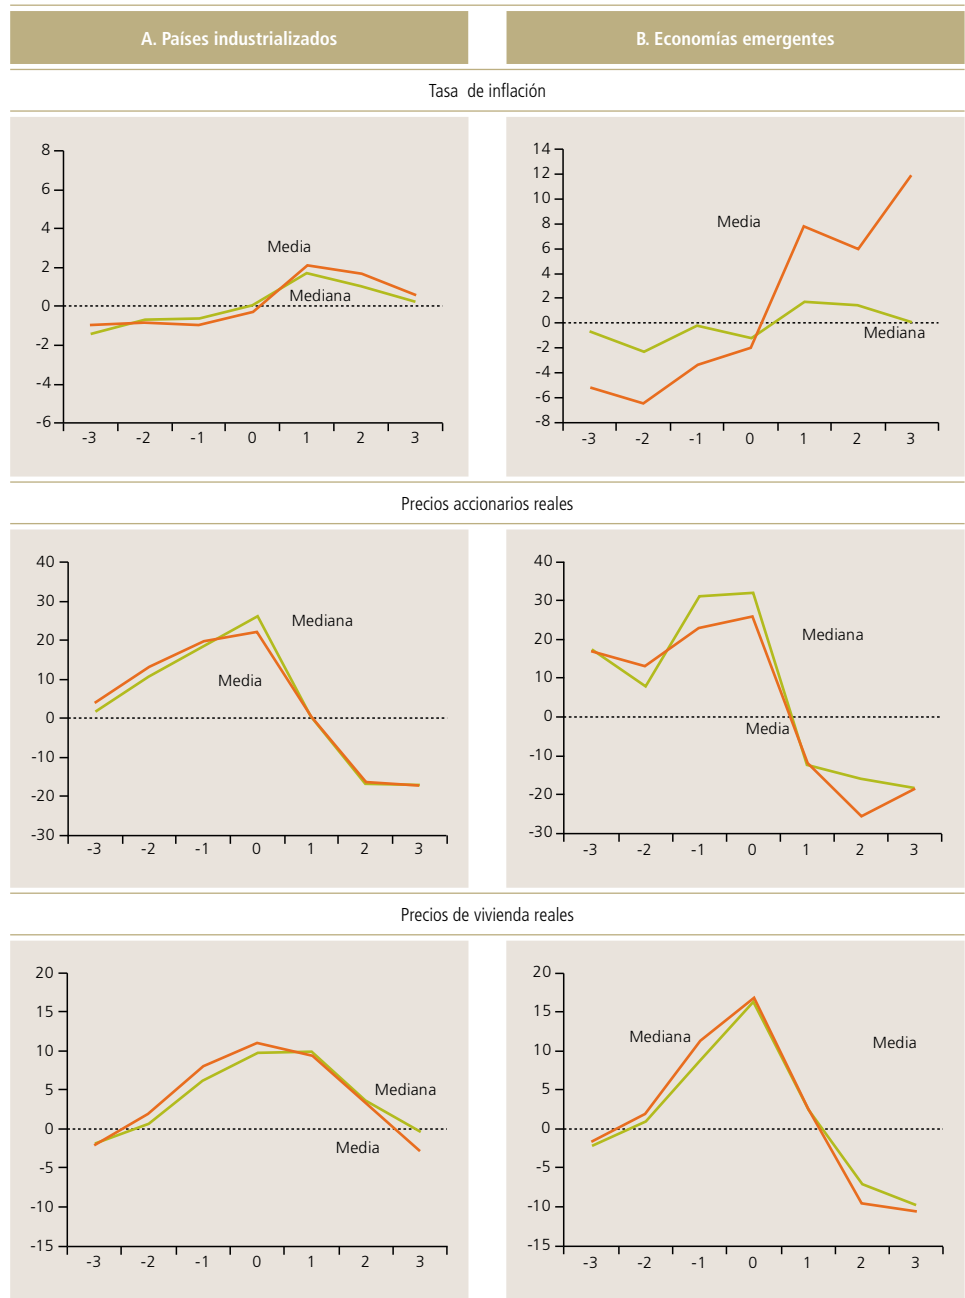 A. Países industrializados
B. Economías emergentes
Tasa de inflación
8
6
4
2
0
-2
-4
-6
Media
Mediana
-3 -2 -1 0 1 2 3
14
12
10
8
6
4
2
0
-2
-4
-6
-8
Media
Mediana
-3 -2 -1 0 1 2 3
Precios accionarios reales
40
30
20
10
0
-10
-20
-30
Mediana
Media
-3 -2 -1 0 1 2 3
40
30
20
10
0
-10
-20
-30
Mediana
Media
-3 -2 -1 0 1 2 3
Precios de vivienda reales
20
15
10
5
0
-5
-10
-15
Mediana
Media
-3 -2 -1 0 1 2 3
20
15
10
5
0
-5
-10
-15
Mediana
Media
-3 -2 -1 0 1 2 3